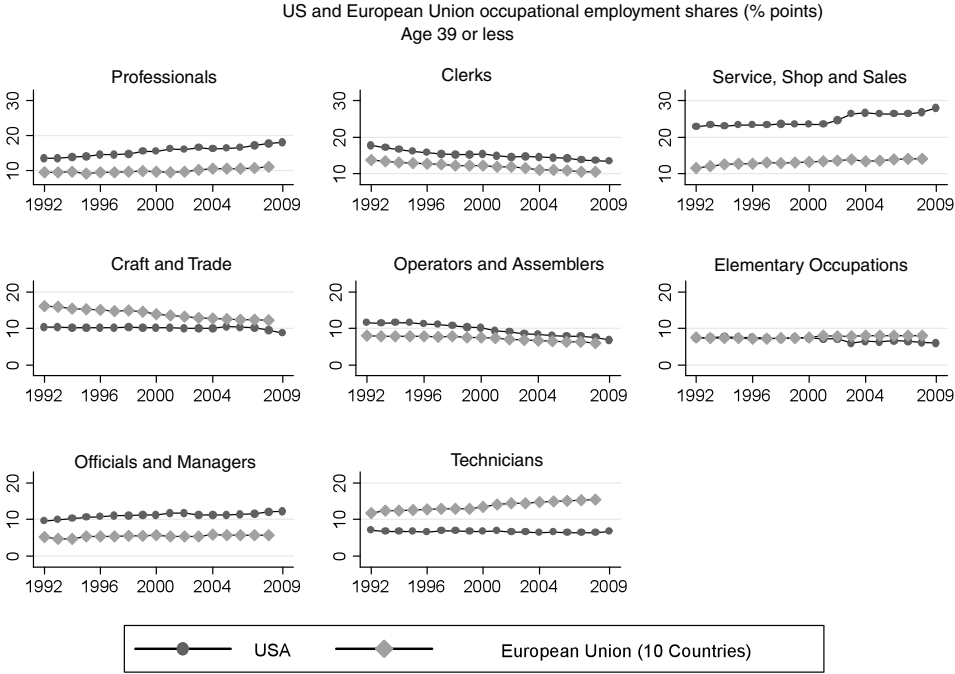 US and European Union occupational employment shares (% points)
Age 39 or less
Professionals
Clerks
Service, Shop and Sales
30
20
10
1992 1996 2000 2004 2009
30
20
10
1992 1996 2000 2004 2009
30
20
10
1992 1996 2000 2004 2009
Craft and Trade
Operators and Assemblers
Elementary Occupations
20
10
0
1992 1996 2000 2004 2009
20
10
0
1992 1996 2000 2004 2009
20
10
0
1992 1996 2000 2004 2009
Officials and Managers
Technicians
20
10
0
1992 1996 2000 2004 2009
20
10
0
1992 1996 2000 2004 2009
USA
European Union (10 Countries)